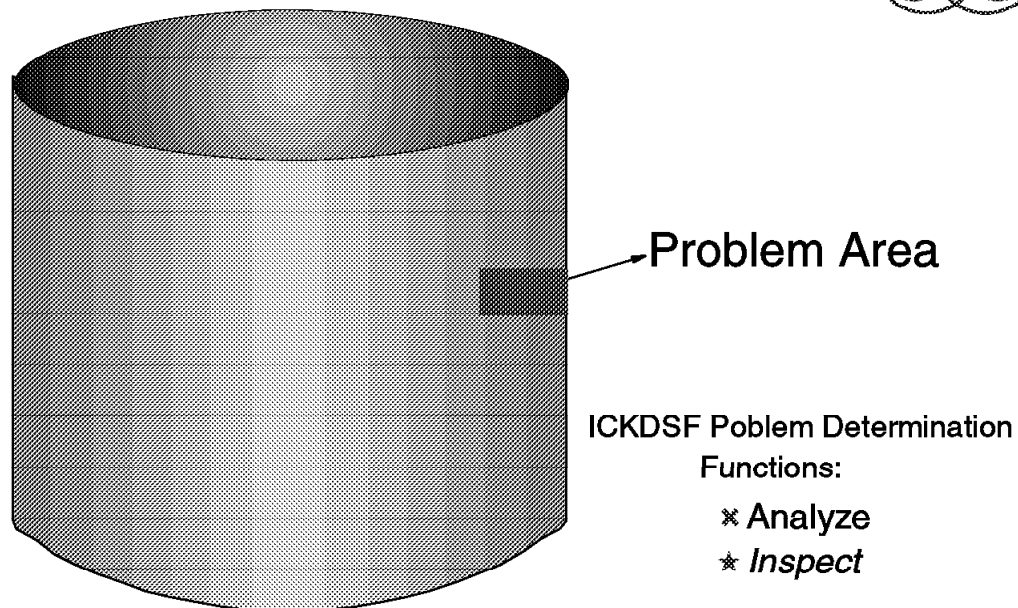 Problem Area
ICKDSF Poblem Determination
Functions:
Analyze
Inspect